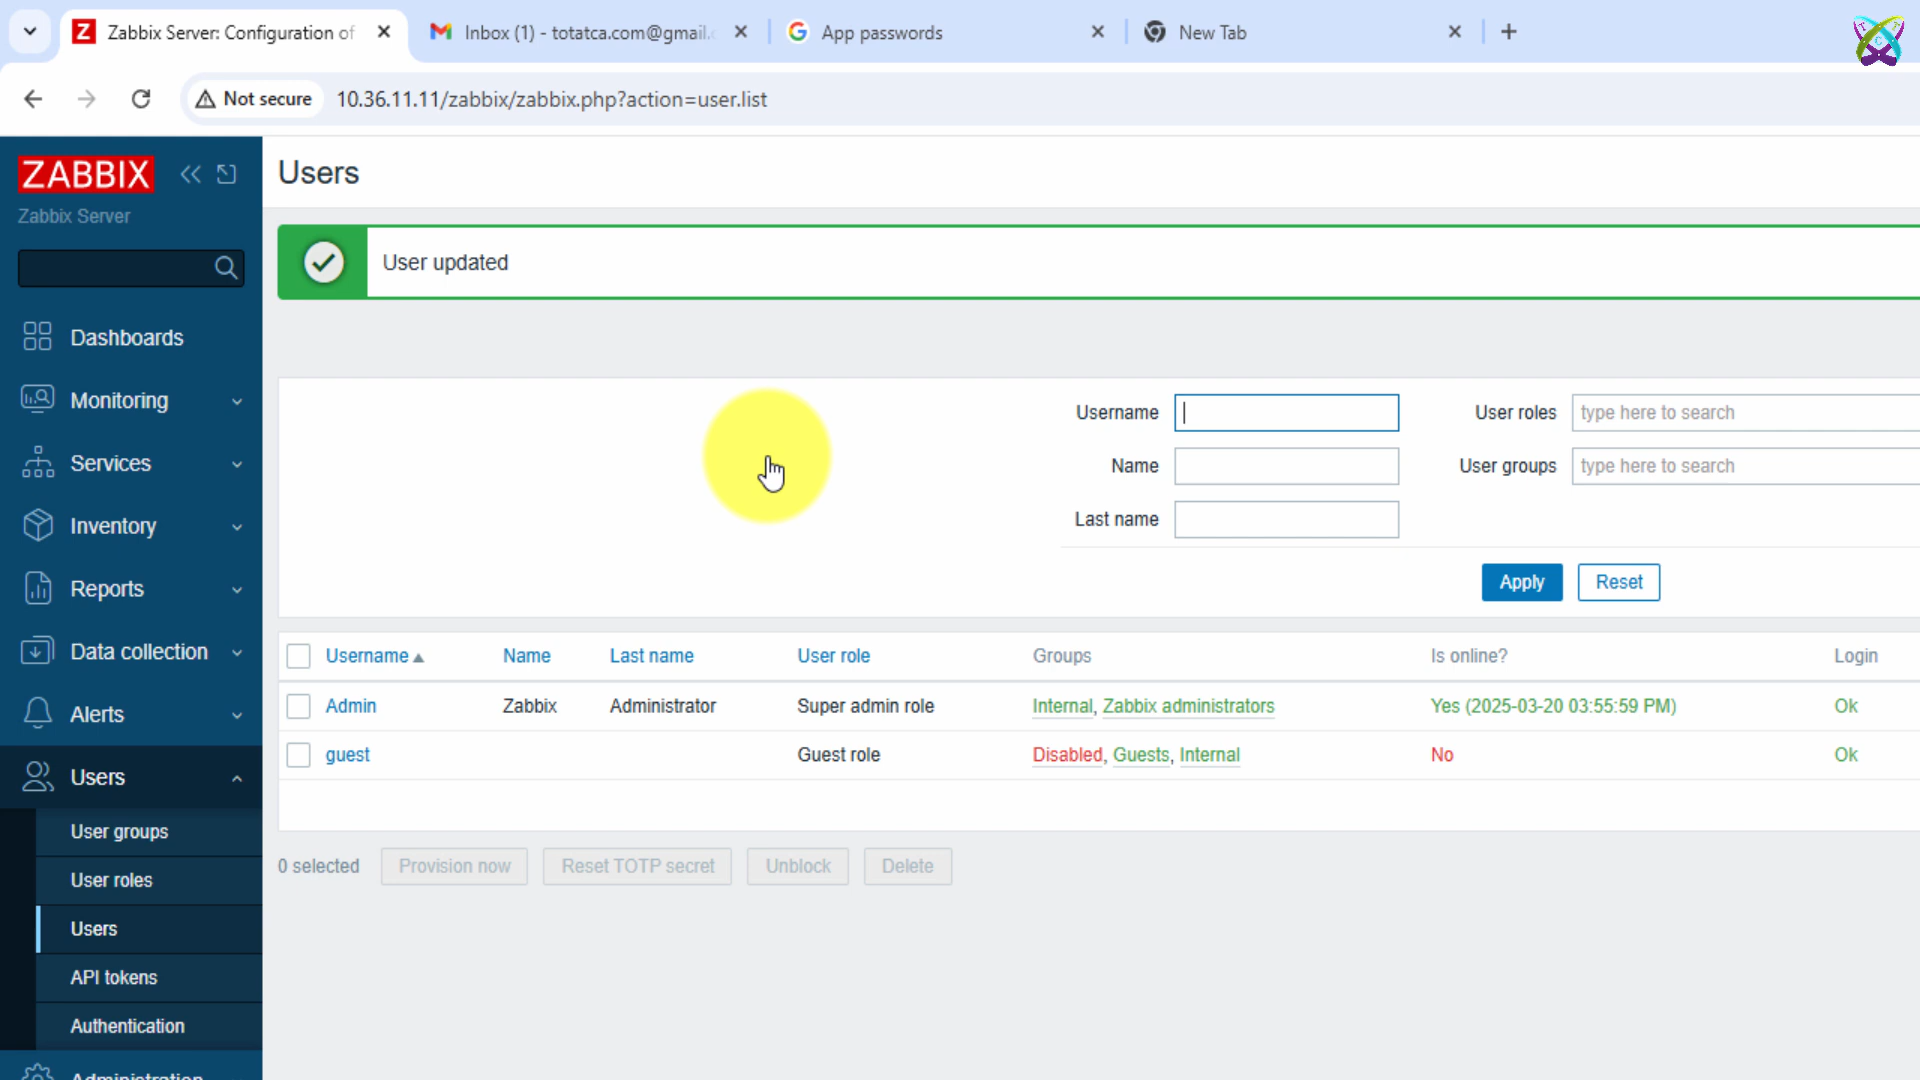 Zabbix Server: Configuration of
Inbox (1) - totatca.com@gmail.
App passwords
New Tab
Not secure
10.36.11.11/zabbix/zabbix.php?action=user.list
ZABBIX
Zabbix Server
Dashboards
Monitoring
Services
Inventory
Reports
Data collection
Alerts
Users
User groups
User roles
Users
API tokens
Authentication
Administration
Users
User updated
Username
User roles type here to search
Name
User groups type here to search
Last name
Apply Reset
Username Name Last name User role Groups Is online? Login
Admin Zabbix Administrator Super admin role Internal, Zabbix administrators Yes (2025-03-20 03:55:59 PM) Ok
guest Guest role Disabled, Guests, Internal No Ok
0 selected Provision now Reset TOTP secret Unblock Delete